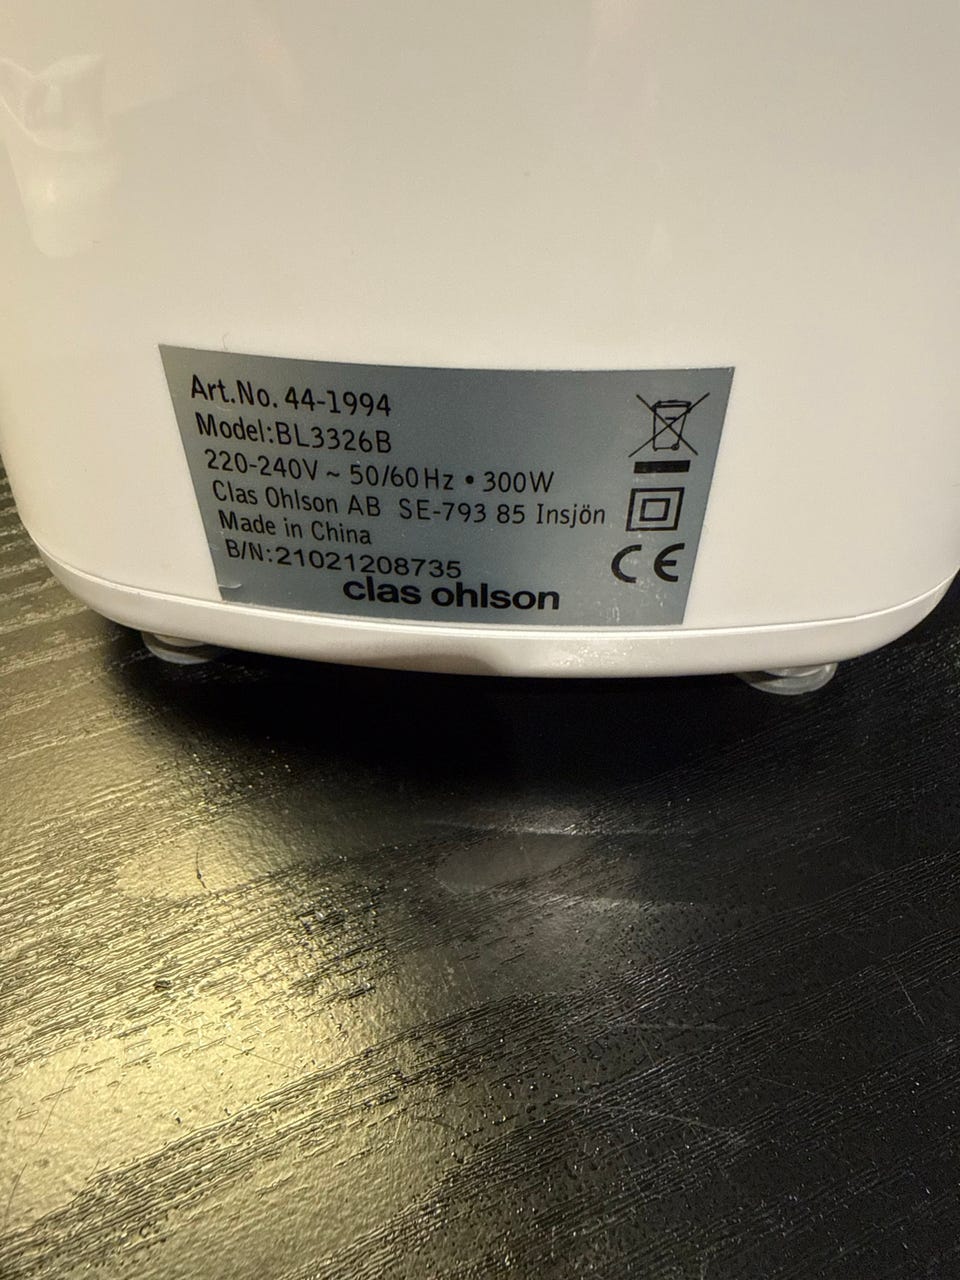 Art.No. 44-1994
Model:BL3326B
220-240V ~ 50/60Hz • 300W
Clas Ohlson AB SE-793 85 Insjön
Made in China
B/N:21021208735
clas ohlson
CE